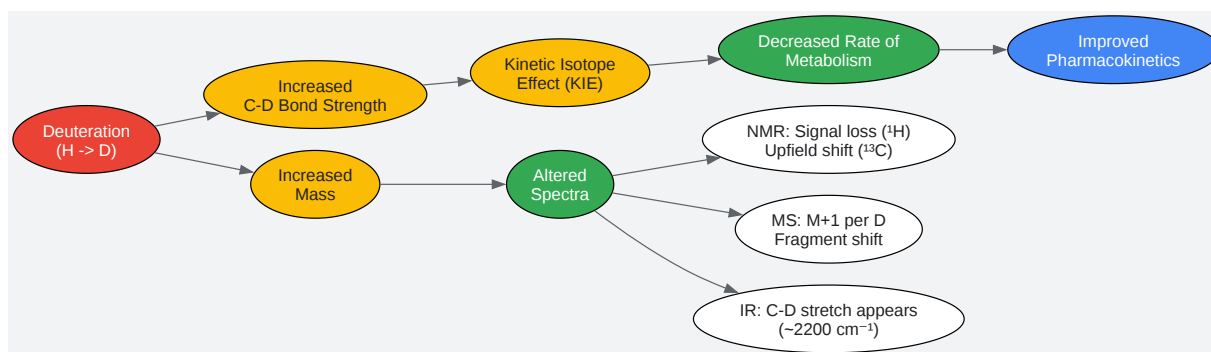 Deuteration
(H -> D)
Increased
C-D Bond Strength
Kinetic Isotope
Effect (KIE)
Decreased Rate of
Metabolism
Improved
Pharmacokinetics
Increased
Mass
Altered
Spectra
NMR: Signal loss (¹H)
Upfield shift (¹³C)
MS: M+1 per D
Fragment shift
IR: C-D stretch appears
(~2200 cm⁻¹)